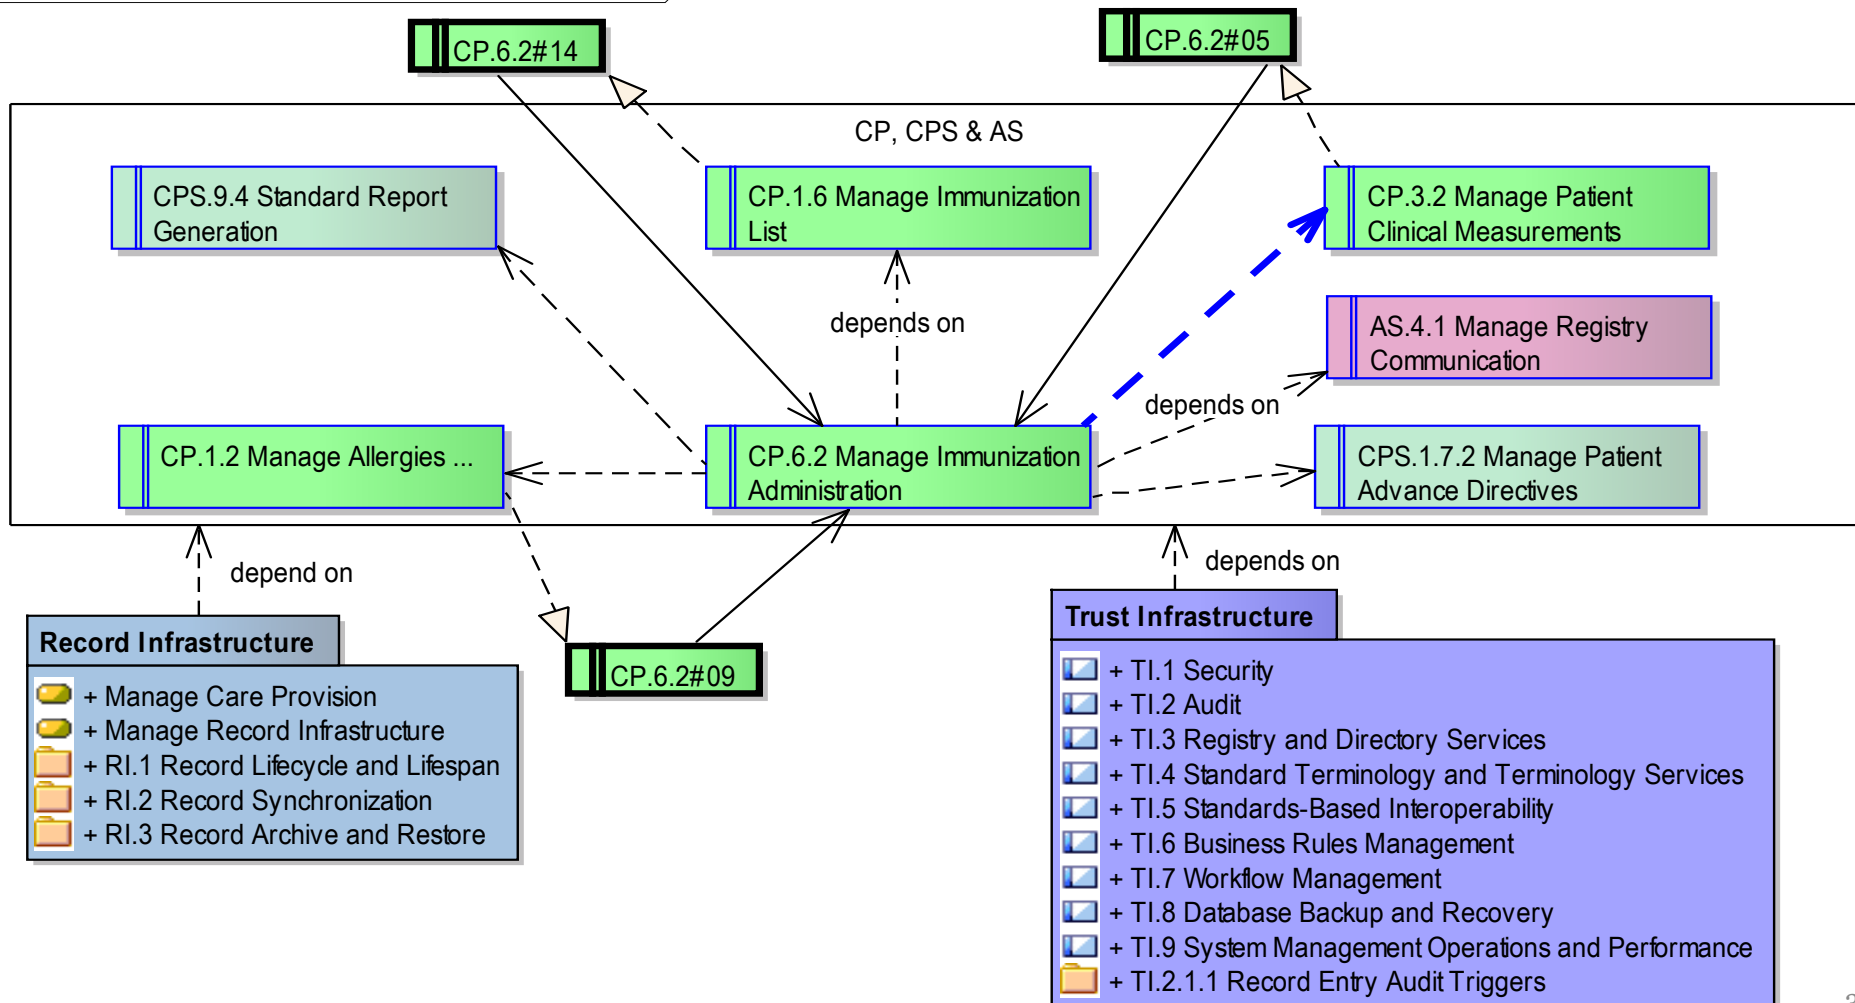 CP.6.2#14
CP.6.2#05
CP, CPS & AS
CPS.9.4 Standard Report
Generation
CP.1.6 Manage Immunization
List
CP.3.2 Manage Patient
Clinical Measurements
depends on
AS.4.1 Manage Registry
Communication
depends on
CP.1.2 Manage Allergies ...
CP.6.2 Manage Immunization
Administration
CPS.1.7.2 Manage Patient
Advance Directives
depend on
depends on
Record Infrastructure
+ Manage Care Provision
+ Manage Record Infrastructure
+ RI.1 Record Lifecycle and Lifespan
+ RI.2 Record Synchronization
+ RI.3 Record Archive and Restore
CP.6.2#09
Trust Infrastructure
+ TI.1 Security
+ TI.2 Audit
+ TI.3 Registry and Directory Services
+ TI.4 Standard Terminology and Terminology Services
+ TI.5 Standards-Based Interoperability
+ TI.6 Business Rules Management
+ TI.7 Workflow Management
+ TI.8 Database Backup and Recovery
+ TI.9 System Management Operations and Performance
+ TI.2.1.1 Record Entry Audit Triggers